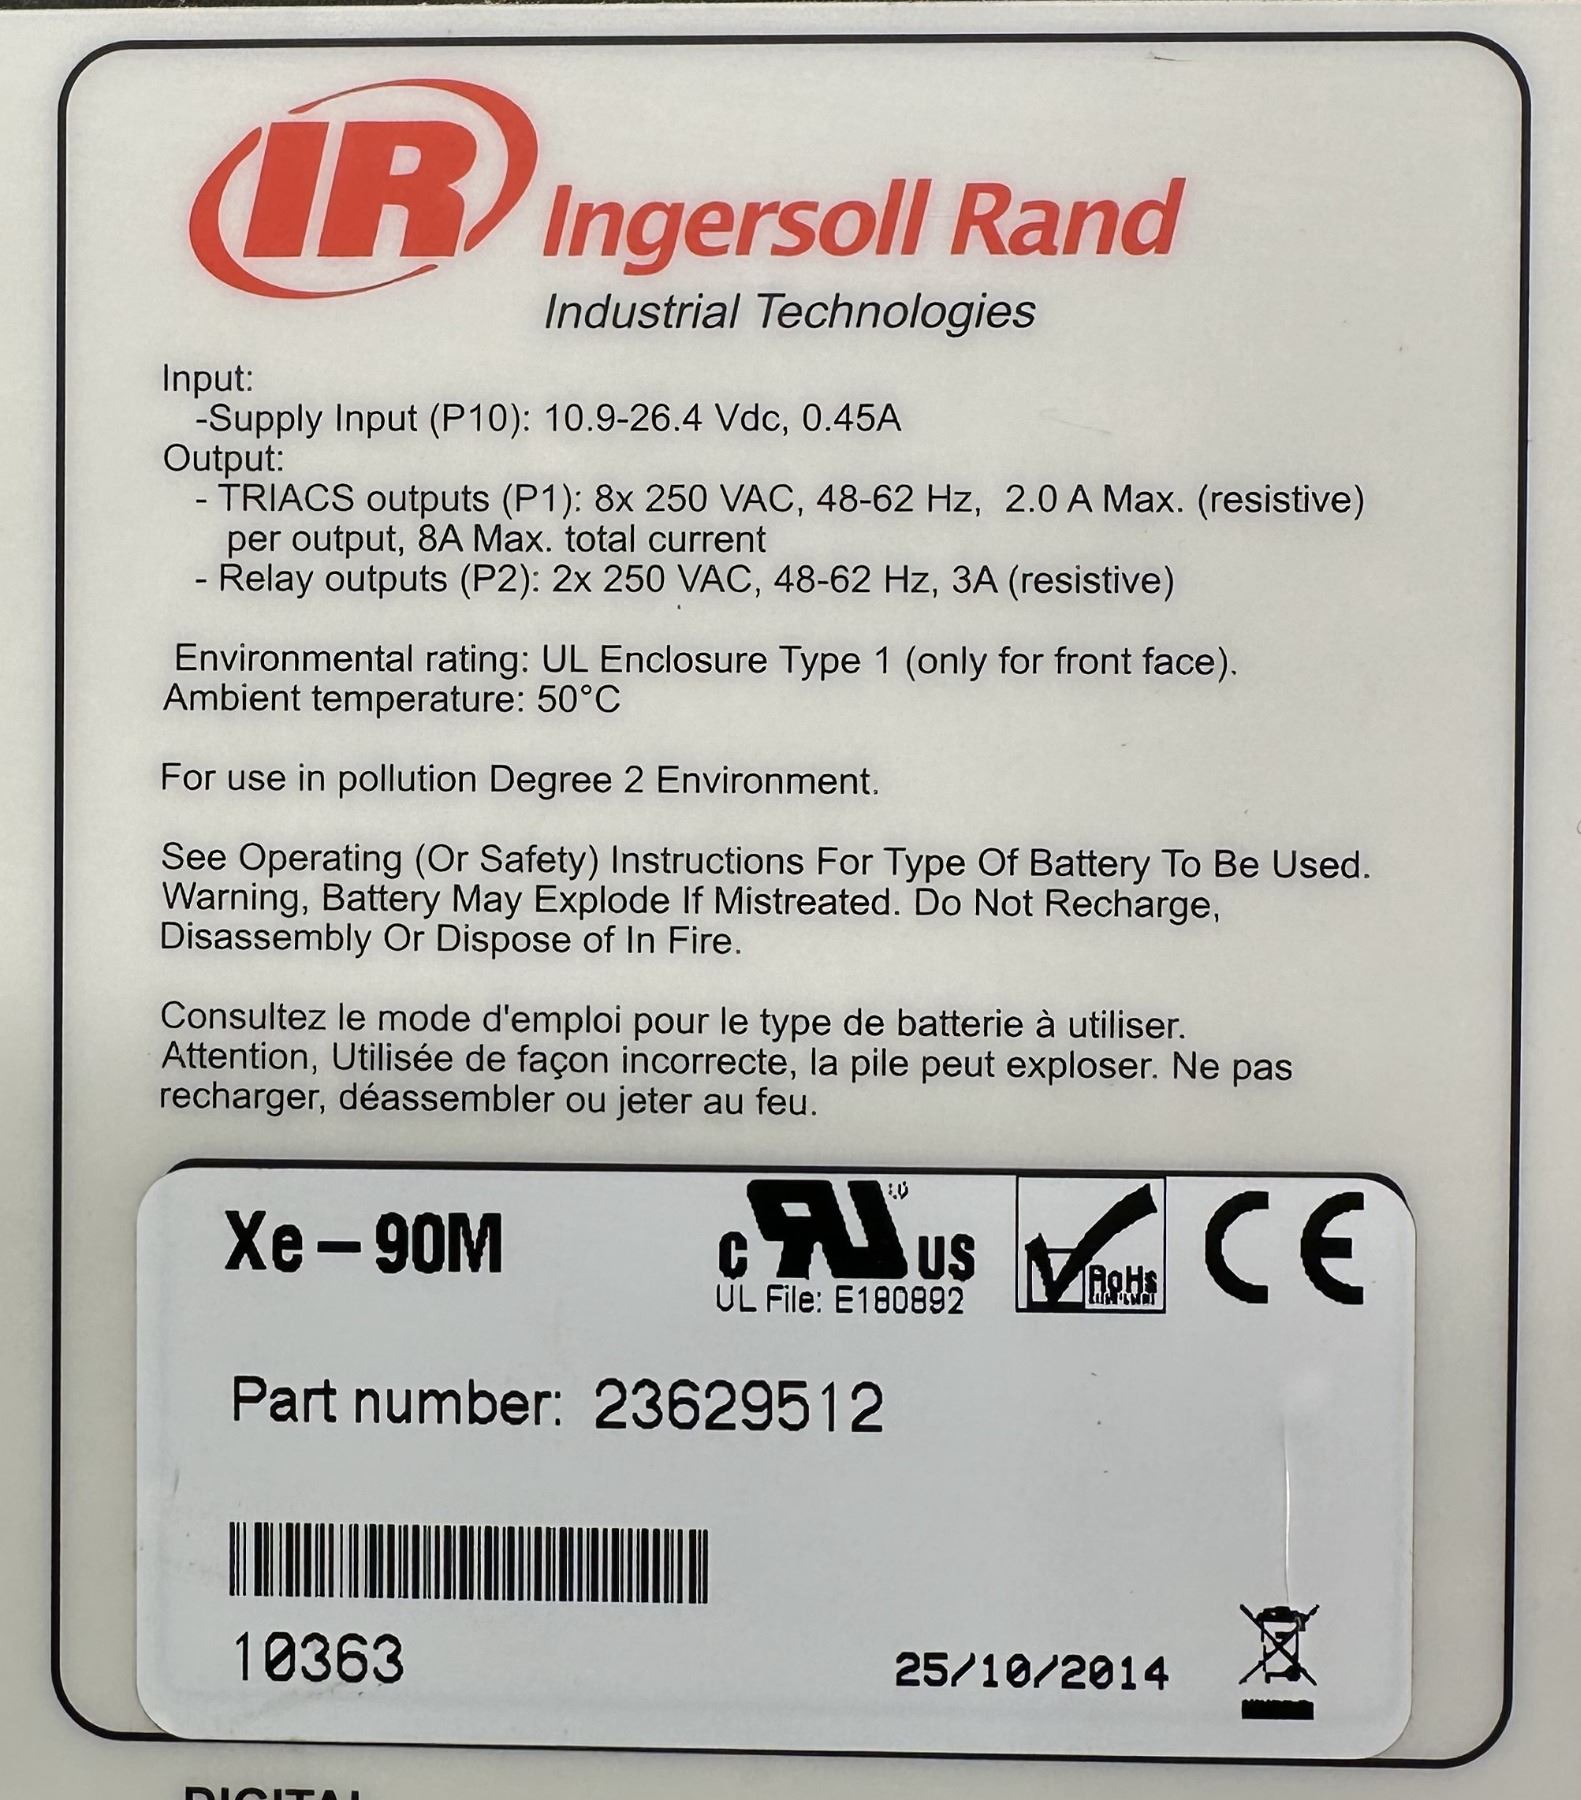 IR Ingersoll Rand
Industrial Technologies
Input:
-Supply Input (P10): 10.9-26.4 Vdc, 0.45A
Output:
- TRIACS outputs (P1): 8x 250 VAC, 48-62 Hz, 2.0 A Max. (resistive)
per output, 8A Max. total current
- Relay outputs (P2): 2x 250 VAC, 48-62 Hz, 3A (resistive)
Environmental rating: UL Enclosure Type 1 (only for front face).
Ambient temperature: 50°C
For use in pollution Degree 2 Environment.
See Operating (Or Safety) Instructions For Type Of Battery To Be Used.
Warning, Battery May Explode If Mistreated. Do Not Recharge,
Disassembly Or Dispose of In Fire.
Consultez le mode d'emploi pour le type de batterie à utiliser.
Attention, Utilisée de façon incorrecte, la pile peut exploser. Ne pas
recharger, déassembler ou jeter au feu.
Xe-90M
c RU US
UL File: E180892
RoHS
CE
Part number: 23629512
10363
25/10/2014
DIGITAL